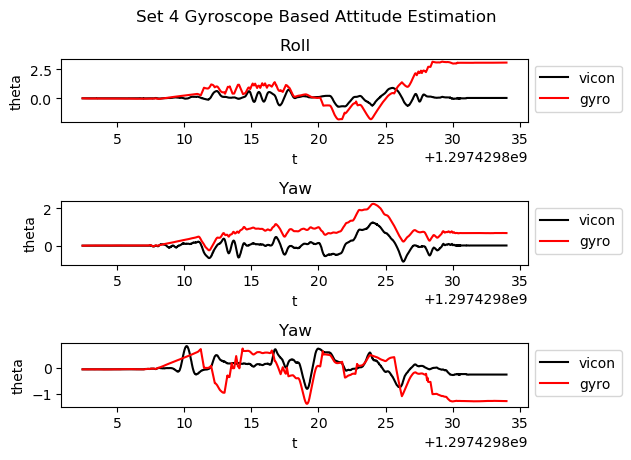 Set 4 Gyroscope Based Attitude Estimation
Roll
theta
2.5
0.0
5 10 15 20 25 30 35
t
+1.2974298e9
vicon
gyro
Yaw
theta
2
0
5 10 15 20 25 30 35
t
+1.2974298e9
vicon
gyro
Yaw
theta
0
−1
5 10 15 20 25 30 35
t
+1.2974298e9
vicon
gyro